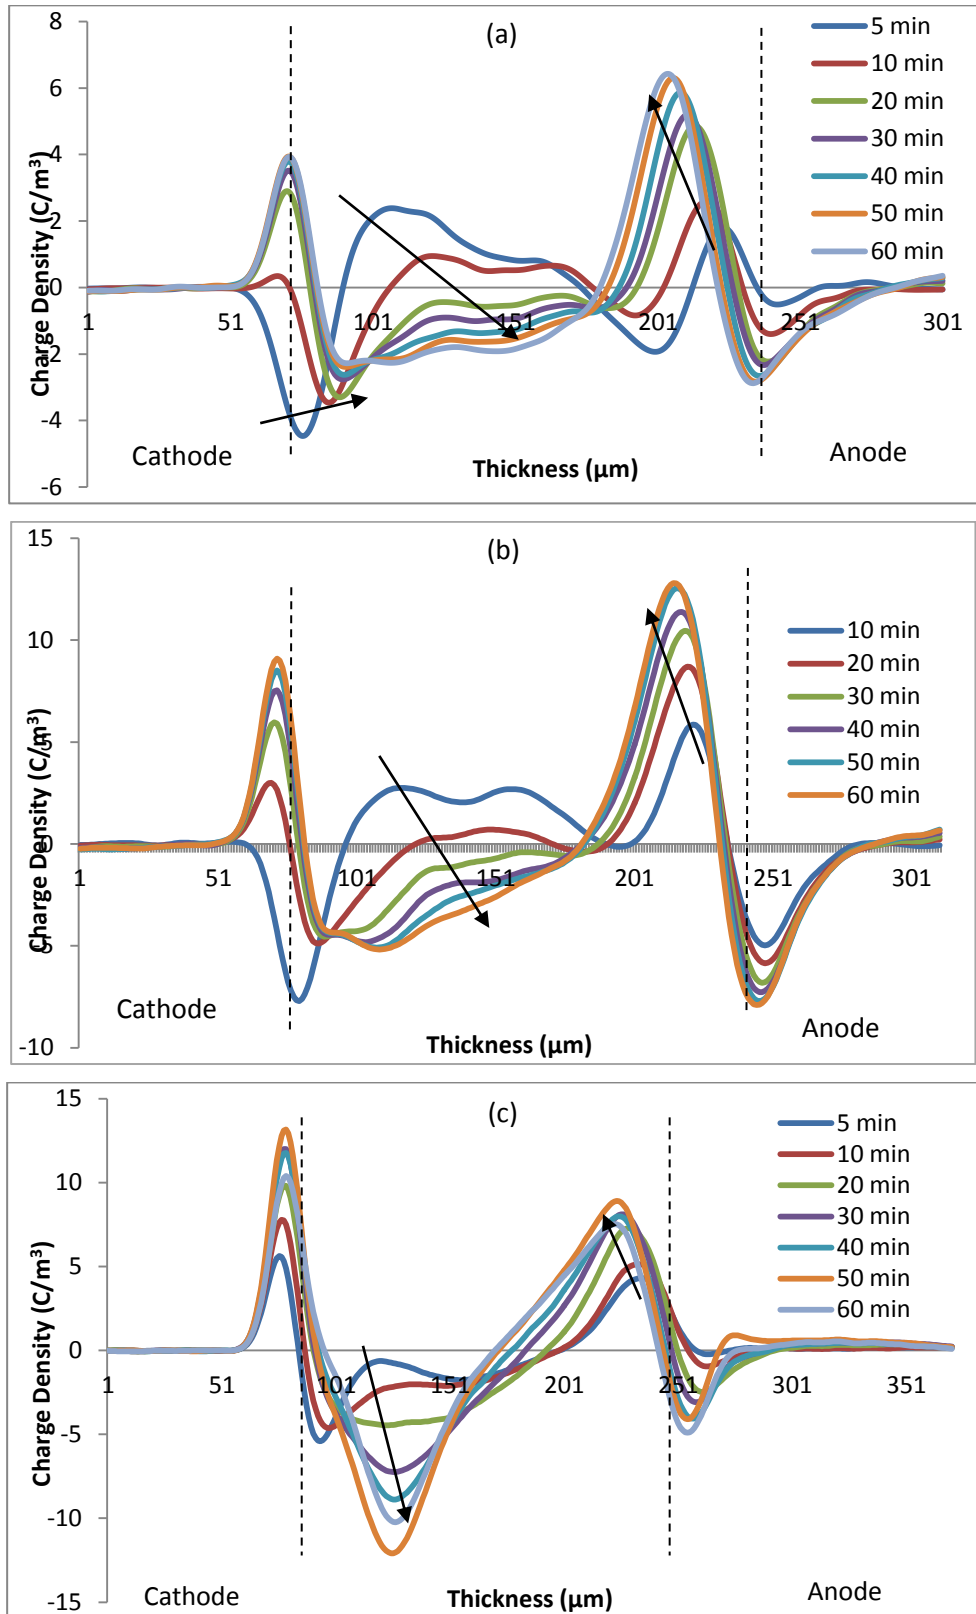 (a)
8
6
4
2
0
-2
-4
-6
1
51
101
151
201
251
301
Charge Density (C/m³)
Thickness (µm)
Cathode
Anode
5 min
10 min
20 min
30 min
40 min
50 min
60 min
(b)
15
10
5
0
-5
-10
1
51
101
151
201
251
301
Charge Density (C/m³)
Thickness (µm)
Cathode
Anode
10 min
20 min
30 min
40 min
50 min
60 min
(c)
15
10
5
0
-5
-10
-15
1
51
101
151
201
251
301
351
Charge Density (C/m³)
Thickness (µm)
Cathode
Anode
5 min
10 min
20 min
30 min
40 min
50 min
60 min